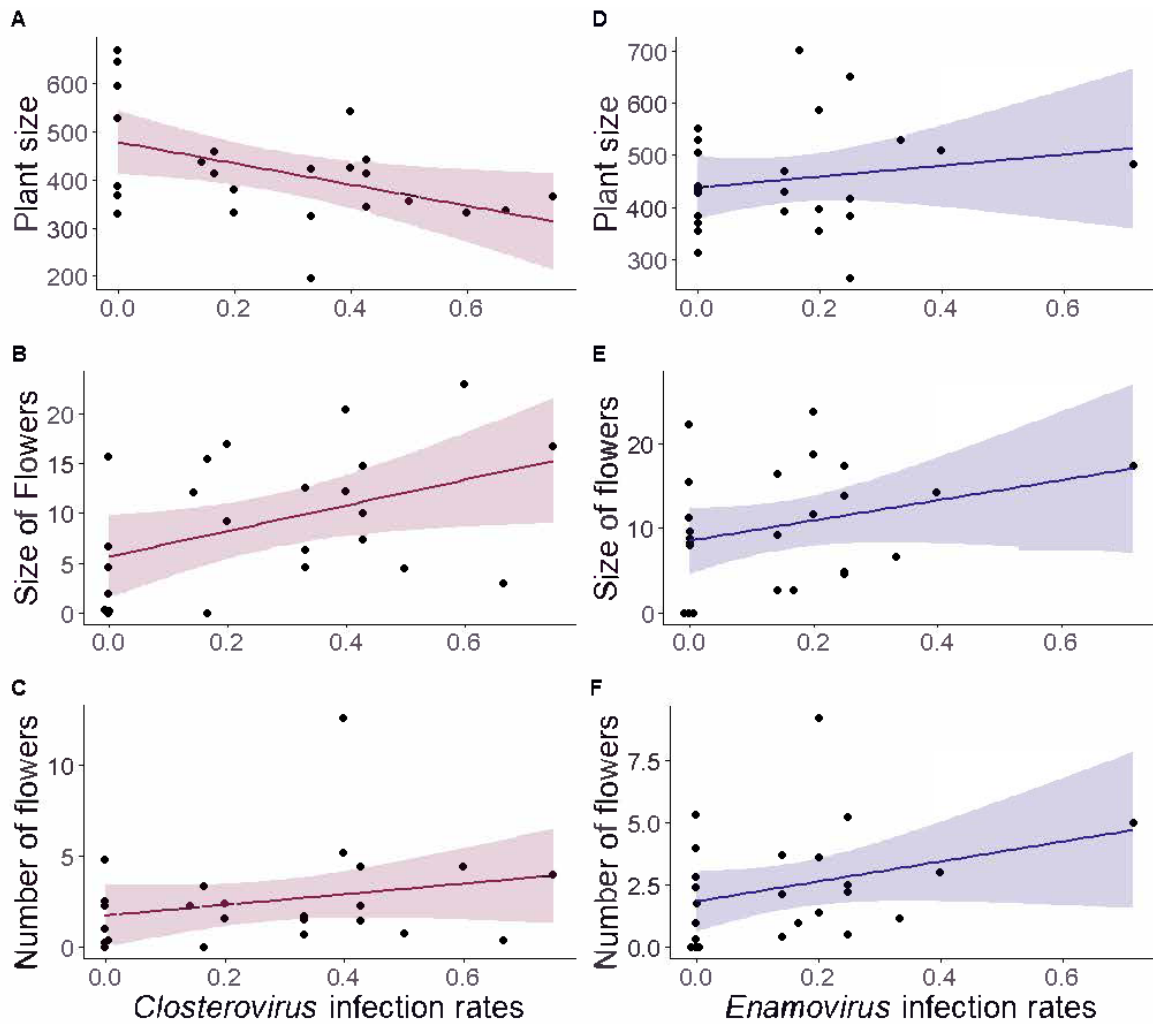 A
Plant size
600
500
400
300
200
0.0 0.2 0.4 0.6
D
Plant size
700
600
500
400
300
0.0 0.2 0.4 0.6
B
Size of Flowers
20
15
10
5
0
0.0 0.2 0.4 0.6
E
Size of flowers
20
10
0
0.0 0.2 0.4 0.6
C
Number of flowers
10
5
0
0.0 0.2 0.4 0.6
Closterovirus infection rates
F
Number of flowers
7.5
5.0
2.5
0.0
0.0 0.2 0.4 0.6
Enamovirus infection rates